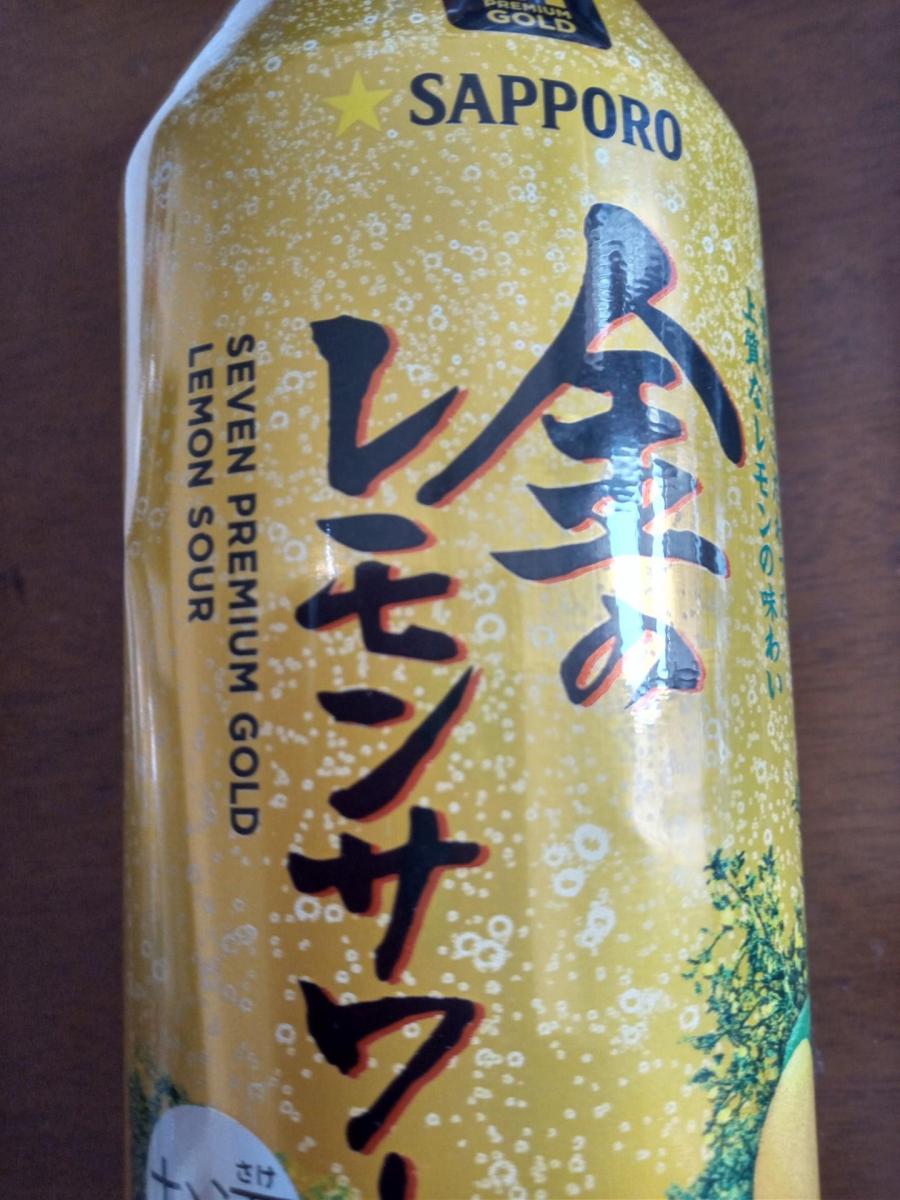 PREMIUM
GOLD
SAPPORO
金の
レモンサワー
SEVEN PREMIUM GOLD
LEMON SOUR
上質なレモンの味わい